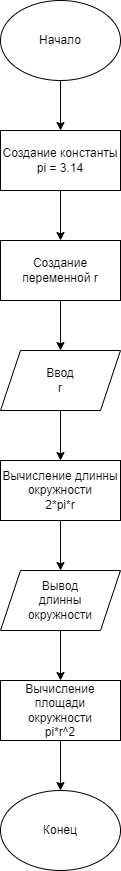 Начало
Создание константы
pi = 3.14
Создание
переменной r
Ввод
r
Вычисление длинны
окружности
2*pi*r
Вывод
длинны
окружности
Вычисление
площади
окружности
pi*r^2
Конец